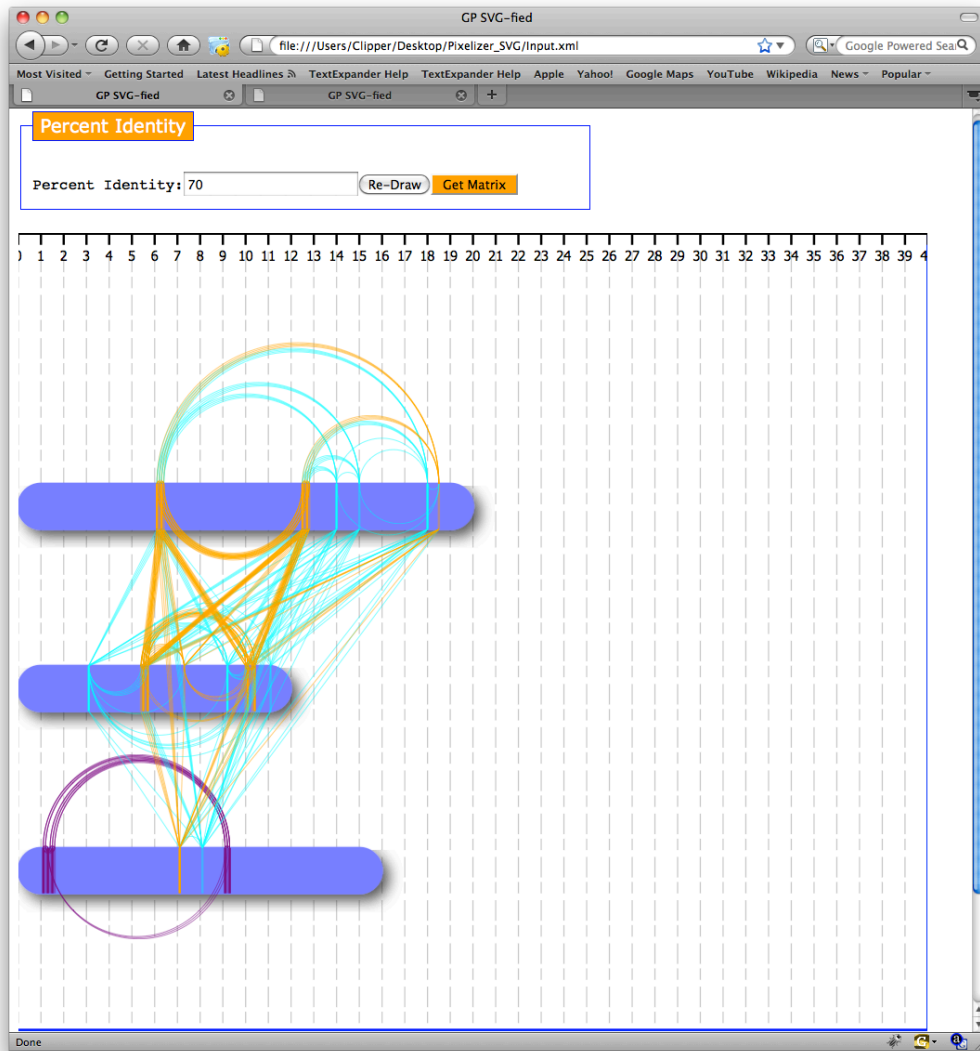 GP SVG-fied
file:///Users/Clipper/Desktop/Pixelizer_SVG/Input.xml
Google Powered Sear
Most Visited Getting Started Latest Headlines TextExpander Help TextExpander Help Apple Yahoo! Google Maps YouTube Wikipedia News Popular
GP SVG-fied GP SVG-fied +
Percent Identity
Percent Identity: 70 Re-Draw Get Matrix
0 1 2 3 4 5 6 7 8 9 10 11 12 13 14 15 16 17 18 19 20 21 22 23 24 25 26 27 28 29 30 31 32 33 34 35 36 37 38 39 4
Done